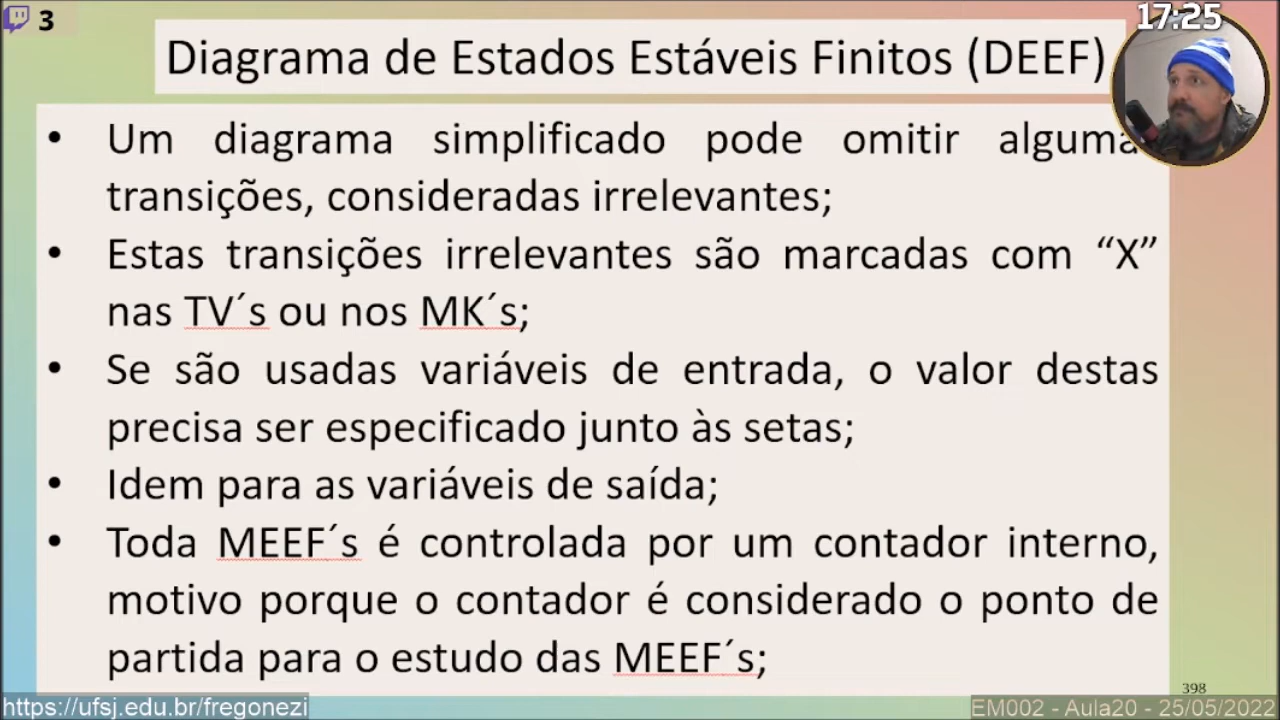 3
17:25
Diagrama de Estados Estáveis Finitos (DEEF)
• Um diagrama simplificado pode omitir
transições, consideradas irrelevantes;
• Estas transições irrelevantes são marcadas com “X”
nas TV´s ou nos MK´s;
• Se são usadas variáveis de entrada, o valor destas
precisa ser especificado junto às setas;
• Idem para as variáveis de saída;
• Toda MEEF´s é controlada por um contador interno,
motivo porque o contador é considerado o ponto de
partida para o estudo das MEEF´s;
398
https://ufsj.edu.br/fregonezi
EM002 - Aula20 - 25/05/2022